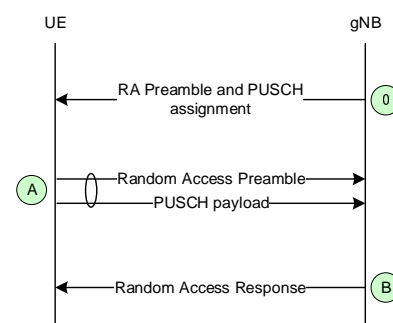 UE
gNB
RA Preamble and PUSCH
assignment
0
Random Access Preamble
A
PUSCH payload
Random Access Response
B